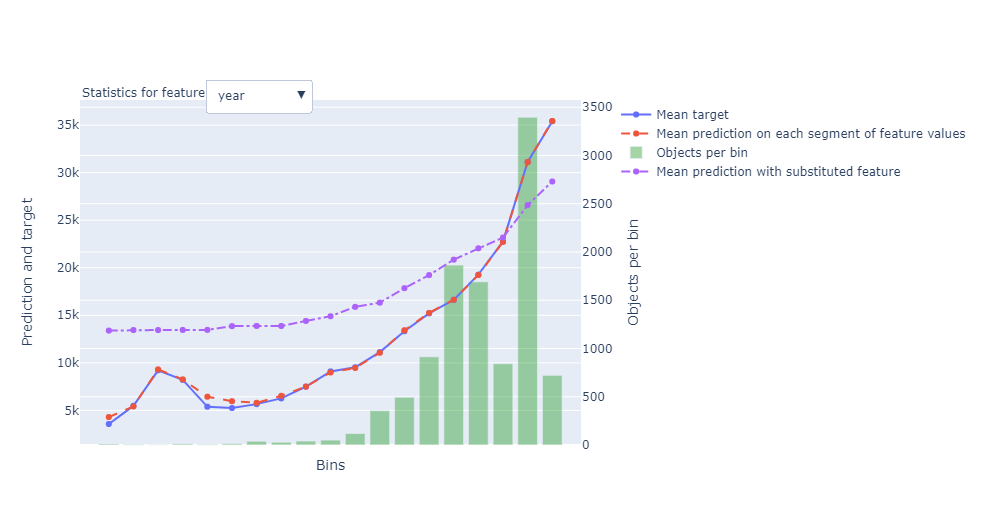 Statistics for feature year ▼
35k
30k
25k
20k
15k
10k
5k
Prediction and target
3500
3000
2500
2000
1500
1000
500
0
Objects per bin
Bins
Mean target
Mean prediction on each segment of feature values
Objects per bin
Mean prediction with substituted feature